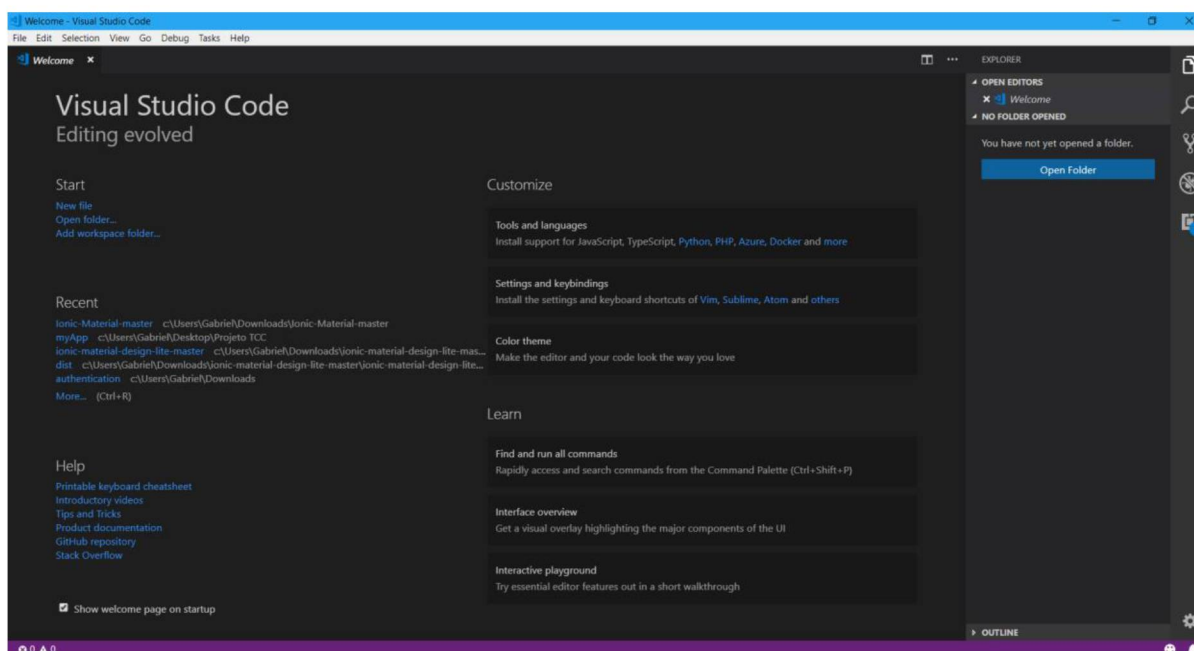 Welcome - Visual Studio Code
File Edit Selection View Go Debug Tasks Help
Welcome
Visual Studio Code
Editing evolved
Start
New file
Open folder...
Add workspace folder...
Recent
Ionic-Material-master c:\Users\Gabriel\Downloads\Ionic-Material-master
myApp c:\Users\Gabriel\Desktop\Projeto TCC
ionic-material-design-lite-master c:\Users\Gabriel\Downloads\ionic-material-design-lite-mas...
dist c:\Users\Gabriel\Downloads\ionic-material-design-lite-master\ionic-material-design-lite...
authentication c:\Users\Gabriel\Downloads
More... (Ctrl+R)
Help
Printable keyboard cheatsheet
Introductory videos
Tips and Tricks
Product documentation
GitHub repository
Stack Overflow
Show welcome page on startup
Customize
Tools and languages
Install support for JavaScript, TypeScript, Python, PHP, Azure, Docker and more
Settings and keybindings
Install the settings and keyboard shortcuts of Vim, Sublime, Atom and others
Color theme
Make the editor and your code look the way you love
Learn
Find and run all commands
Rapidly access and search commands from the Command Palette (Ctrl+Shift+P)
Interface overview
Get a visual overlay highlighting the major components of the UI
Interactive playground
Try essential editor features out in a short walkthrough
EXPLORER
OPEN EDITORS
Welcome
NO FOLDER OPENED
You have not yet opened a folder.
Open Folder
OUTLINE
0 0